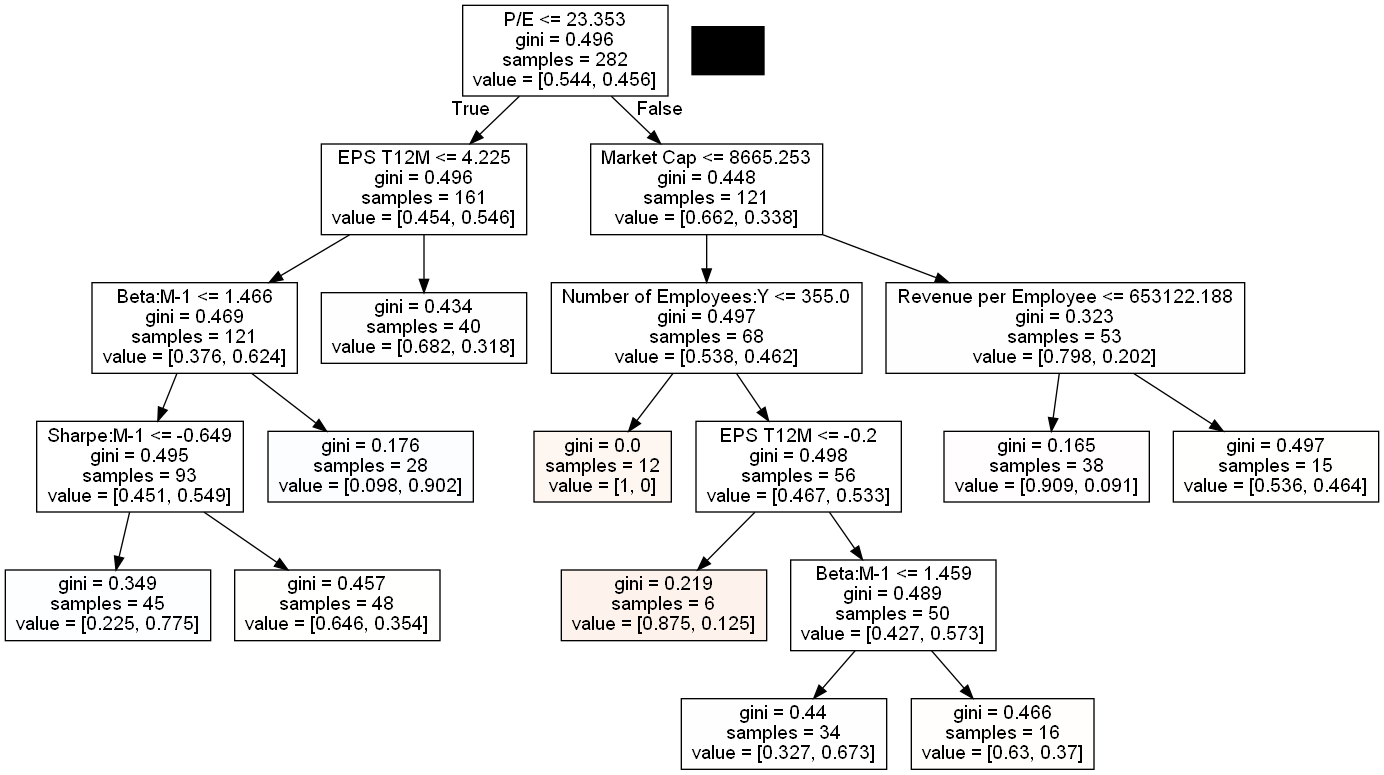 P/E <= 23.353
gini = 0.496
samples = 282
value = [0.544, 0.456]
True
False
EPS T12M <= 4.225
gini = 0.496
samples = 161
value = [0.454, 0.546]
Market Cap <= 8665.253
gini = 0.448
samples = 121
value = [0.662, 0.338]
Beta:M-1 <= 1.466
gini = 0.469
samples = 121
value = [0.376, 0.624]
gini = 0.434
samples = 40
value = [0.682, 0.318]
Number of Employees:Y <= 355.0
gini = 0.497
samples = 68
value = [0.538, 0.462]
Revenue per Employee <= 653122.188
gini = 0.323
samples = 53
value = [0.798, 0.202]
Sharpe:M-1 <= -0.649
gini = 0.495
samples = 93
value = [0.451, 0.549]
gini = 0.176
samples = 28
value = [0.098, 0.902]
gini = 0.0
samples = 12
value = [1, 0]
EPS T12M <= -0.2
gini = 0.498
samples = 56
value = [0.467, 0.533]
gini = 0.165
samples = 38
value = [0.909, 0.091]
gini = 0.497
samples = 15
value = [0.536, 0.464]
gini = 0.349
samples = 45
value = [0.225, 0.775]
gini = 0.457
samples = 48
value = [0.646, 0.354]
gini = 0.219
samples = 6
value = [0.875, 0.125]
Beta:M-1 <= 1.459
gini = 0.489
samples = 50
value = [0.427, 0.573]
gini = 0.44
samples = 34
value = [0.327, 0.673]
gini = 0.466
samples = 16
value = [0.63, 0.37]